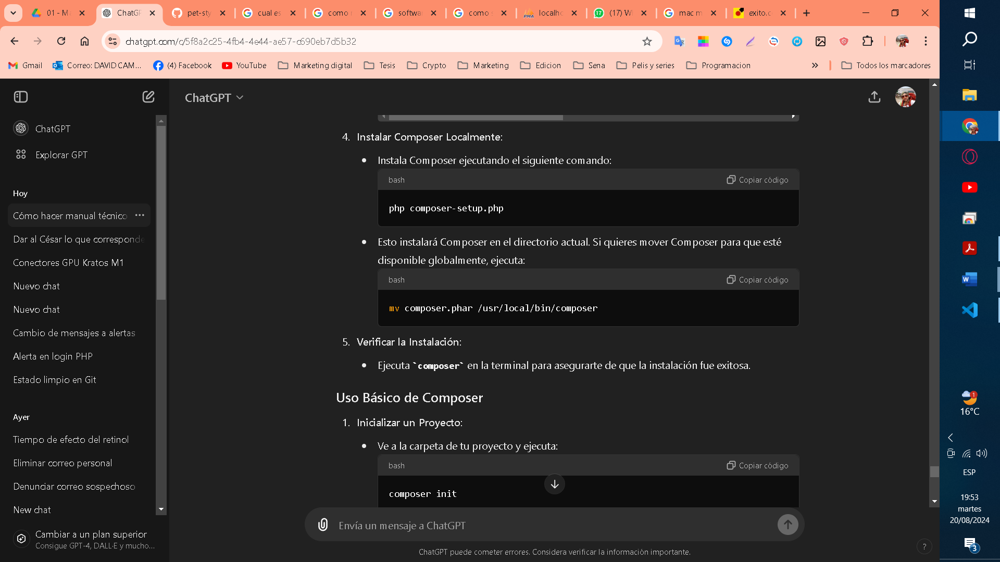 01 - M
ChatGP
pet-sty
cual es
como
softwar
como s
localho
(17) W
mac m
exito.c
chatgpt.com/c/5f8a2c25-4fb4-4e44-ae57-c690eb7d5b32
Gmail
Correo: DAVID CAM...
(4) Facebook
YouTube
Marketing digital
Tesis
Crypto
Marketing
Edicion
Sena
Pelis y series
Programacion
Todos los marcadores
ChatGPT
Explorar GPT
Hoy
Cómo hacer manual técnico
Dar al César lo que corresponde
Conectores GPU Kratos M1
Nuevo chat
Nuevo chat
Cambio de mensajes a alertas
Alerta en login PHP
Estado limpio en Git
Ayer
Tiempo de efecto del retinol
Eliminar correo personal
Denunciar correo sospechoso
New chat
Cambiar a un plan superior
Consigue GPT-4, DALL·E y mucho...
ChatGPT
4. Instalar Composer Localmente:
• Instala Composer ejecutando el siguiente comando:
bash
Copiar código
php composer-setup.php
• Esto instalará Composer en el directorio actual. Si quieres mover Composer para que esté
disponible globalmente, ejecuta:
bash
Copiar código
mv composer.phar /usr/local/bin/composer
5. Verificar la Instalación:
• Ejecuta `composer` en la terminal para asegurarte de que la instalación fue exitosa.
Uso Básico de Composer
1. Inicializar un Proyecto:
• Ve a la carpeta de tu proyecto y ejecuta:
bash
Copiar código
composer init
Envía un mensaje a ChatGPT
ChatGPT puede cometer errores. Considera verificar la información importante.
?
1
16°C
ESP
19:53
martes
20/08/2024
3